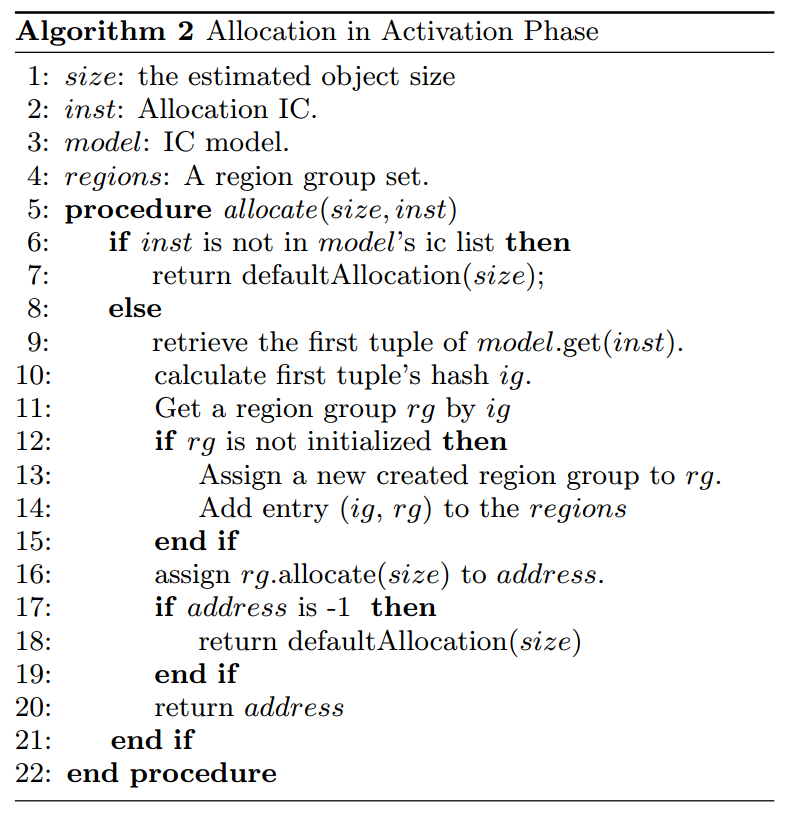 Algorithm 2 Allocation in Activation Phase
1: size: the estimated object size
2: inst: Allocation IC.
3: model: IC model.
4: regions: A region group set.
5: procedure allocate(size, inst)
6: if inst is not in model's ic list then
7: return defaultAllocation(size);
8: else
9: retrieve the first tuple of model.get(inst).
10: calculate first tuple's hash ig.
11: Get a region group rg by ig
12: if rg is not initialized then
13: Assign a new created region group to rg.
14: Add entry (ig, rg) to the regions
15: end if
16: assign rg.allocate(size) to address.
17: if address is -1 then
18: return defaultAllocation(size)
19: end if
20: return address
21: end if
22: end procedure